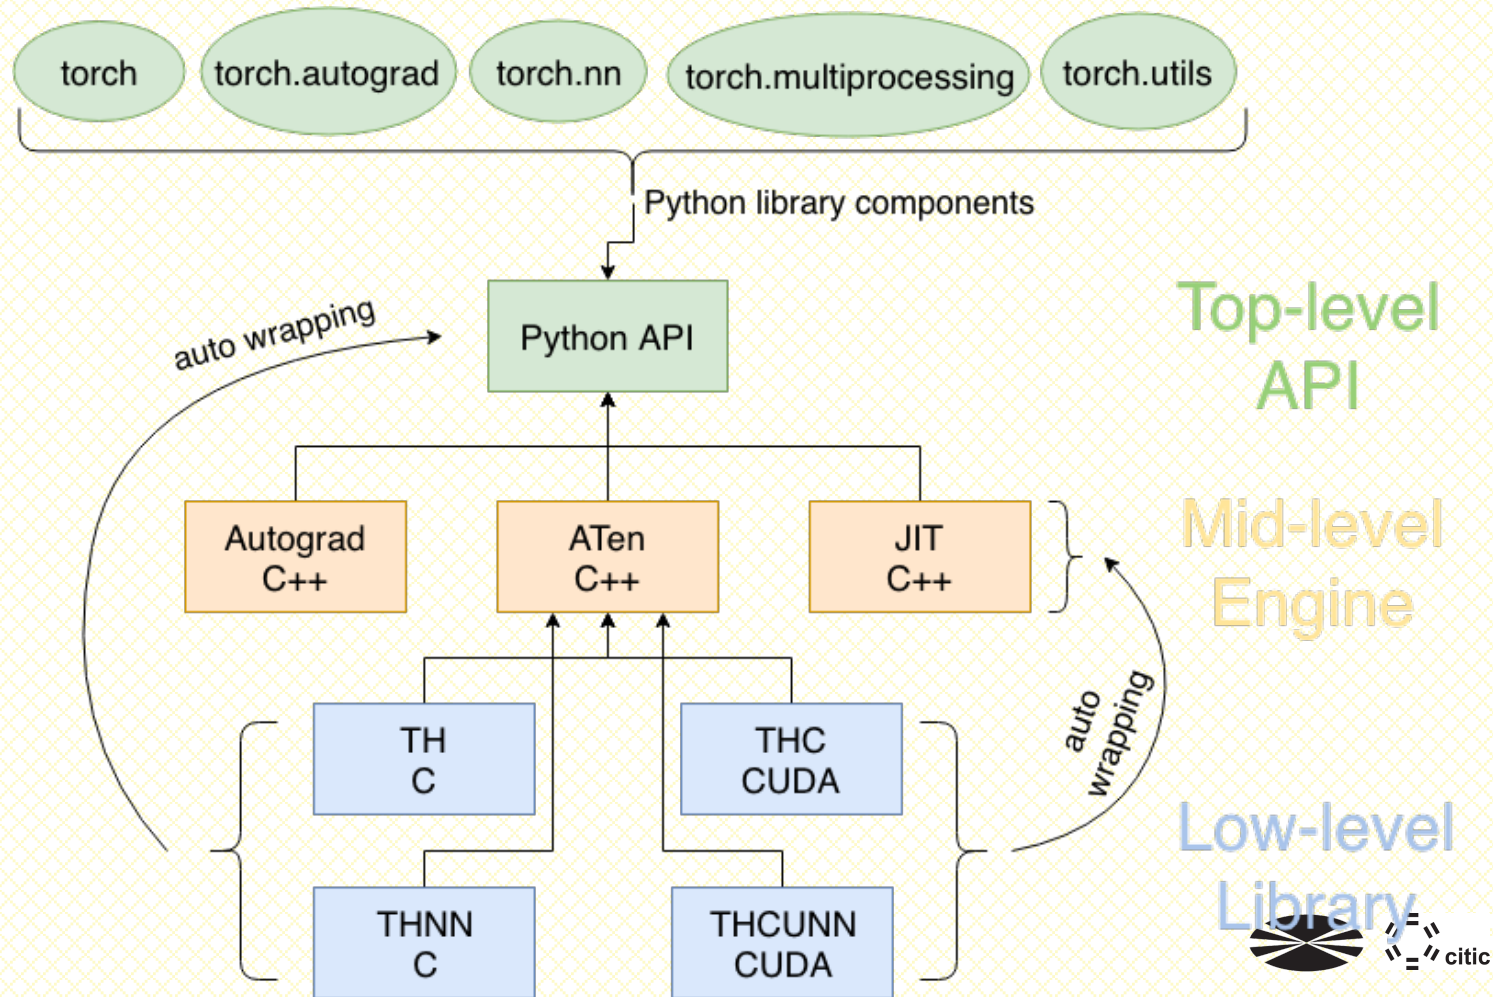 torch
torch.autograd
torch.nn
torch.multiprocessing
torch.utils
Python library components
auto wrapping
Python API
Top-level
API
Autograd
C++
ATen
C++
JIT
C++
Mid-level
Engine
TH
C
THC
CUDA
auto
wrapping
Low-level
Library
THNN
C
THCUNN
CUDA
citic